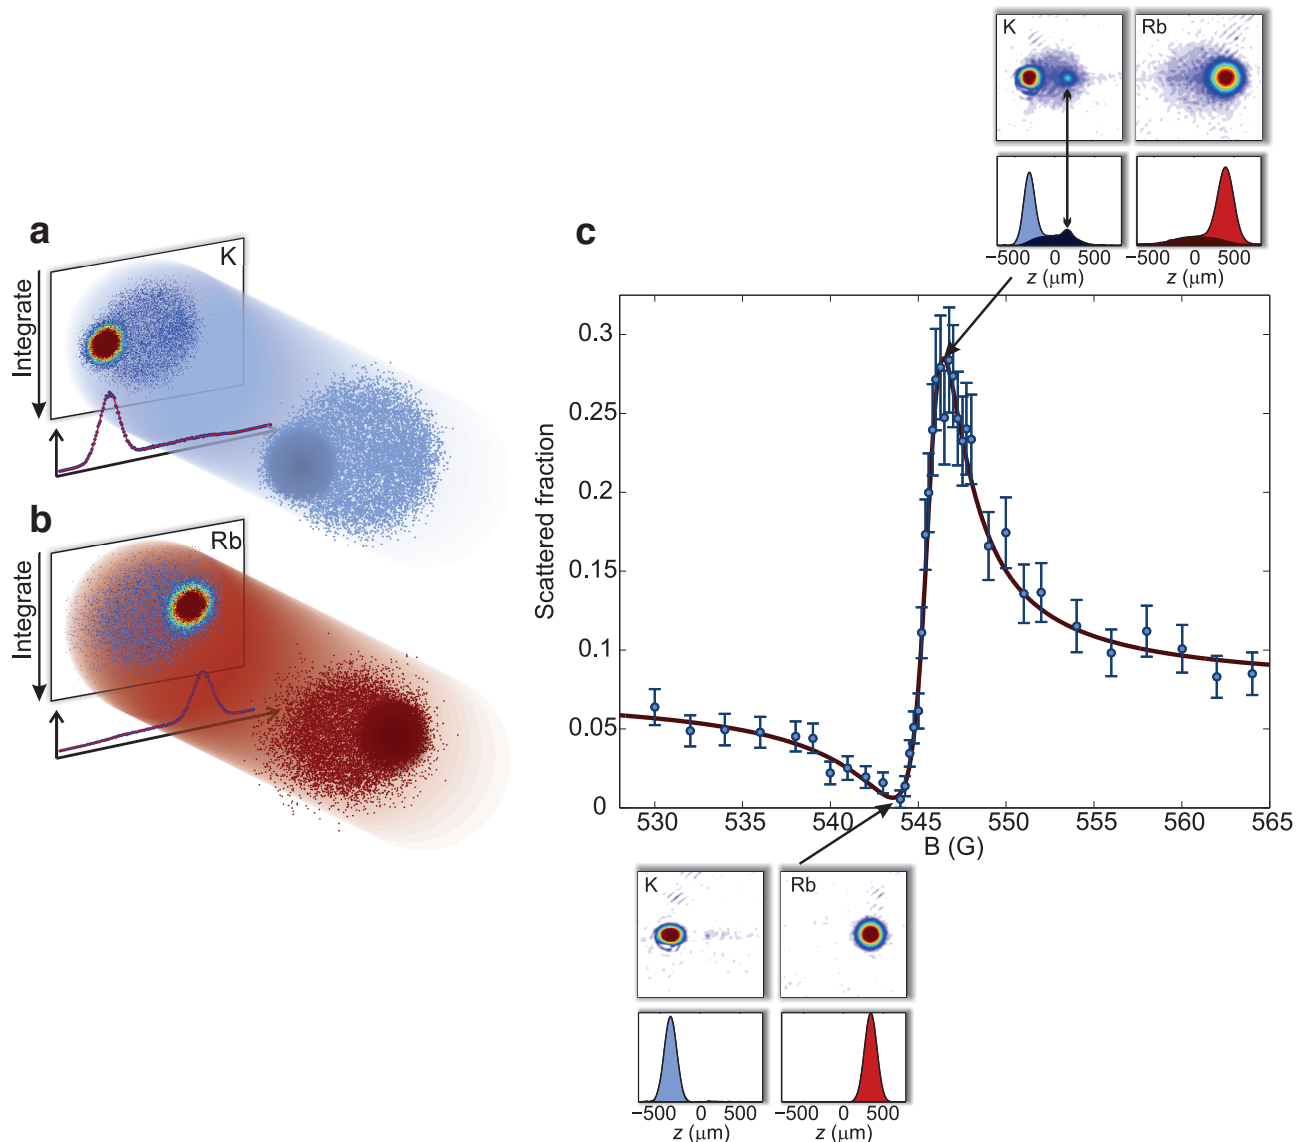 K
Rb
−500 0 500
−500 0 500
z (μm)
z (μm)
a
K
Integrate
b
Rb
Integrate
c
0.3
0.25
0.2
0.15
0.1
0.05
0
Scattered fraction
530 535 540 545 550 555 560 565
B (G)
K
Rb
−500 0 500
−500 0 500
z (μm)
z (μm)